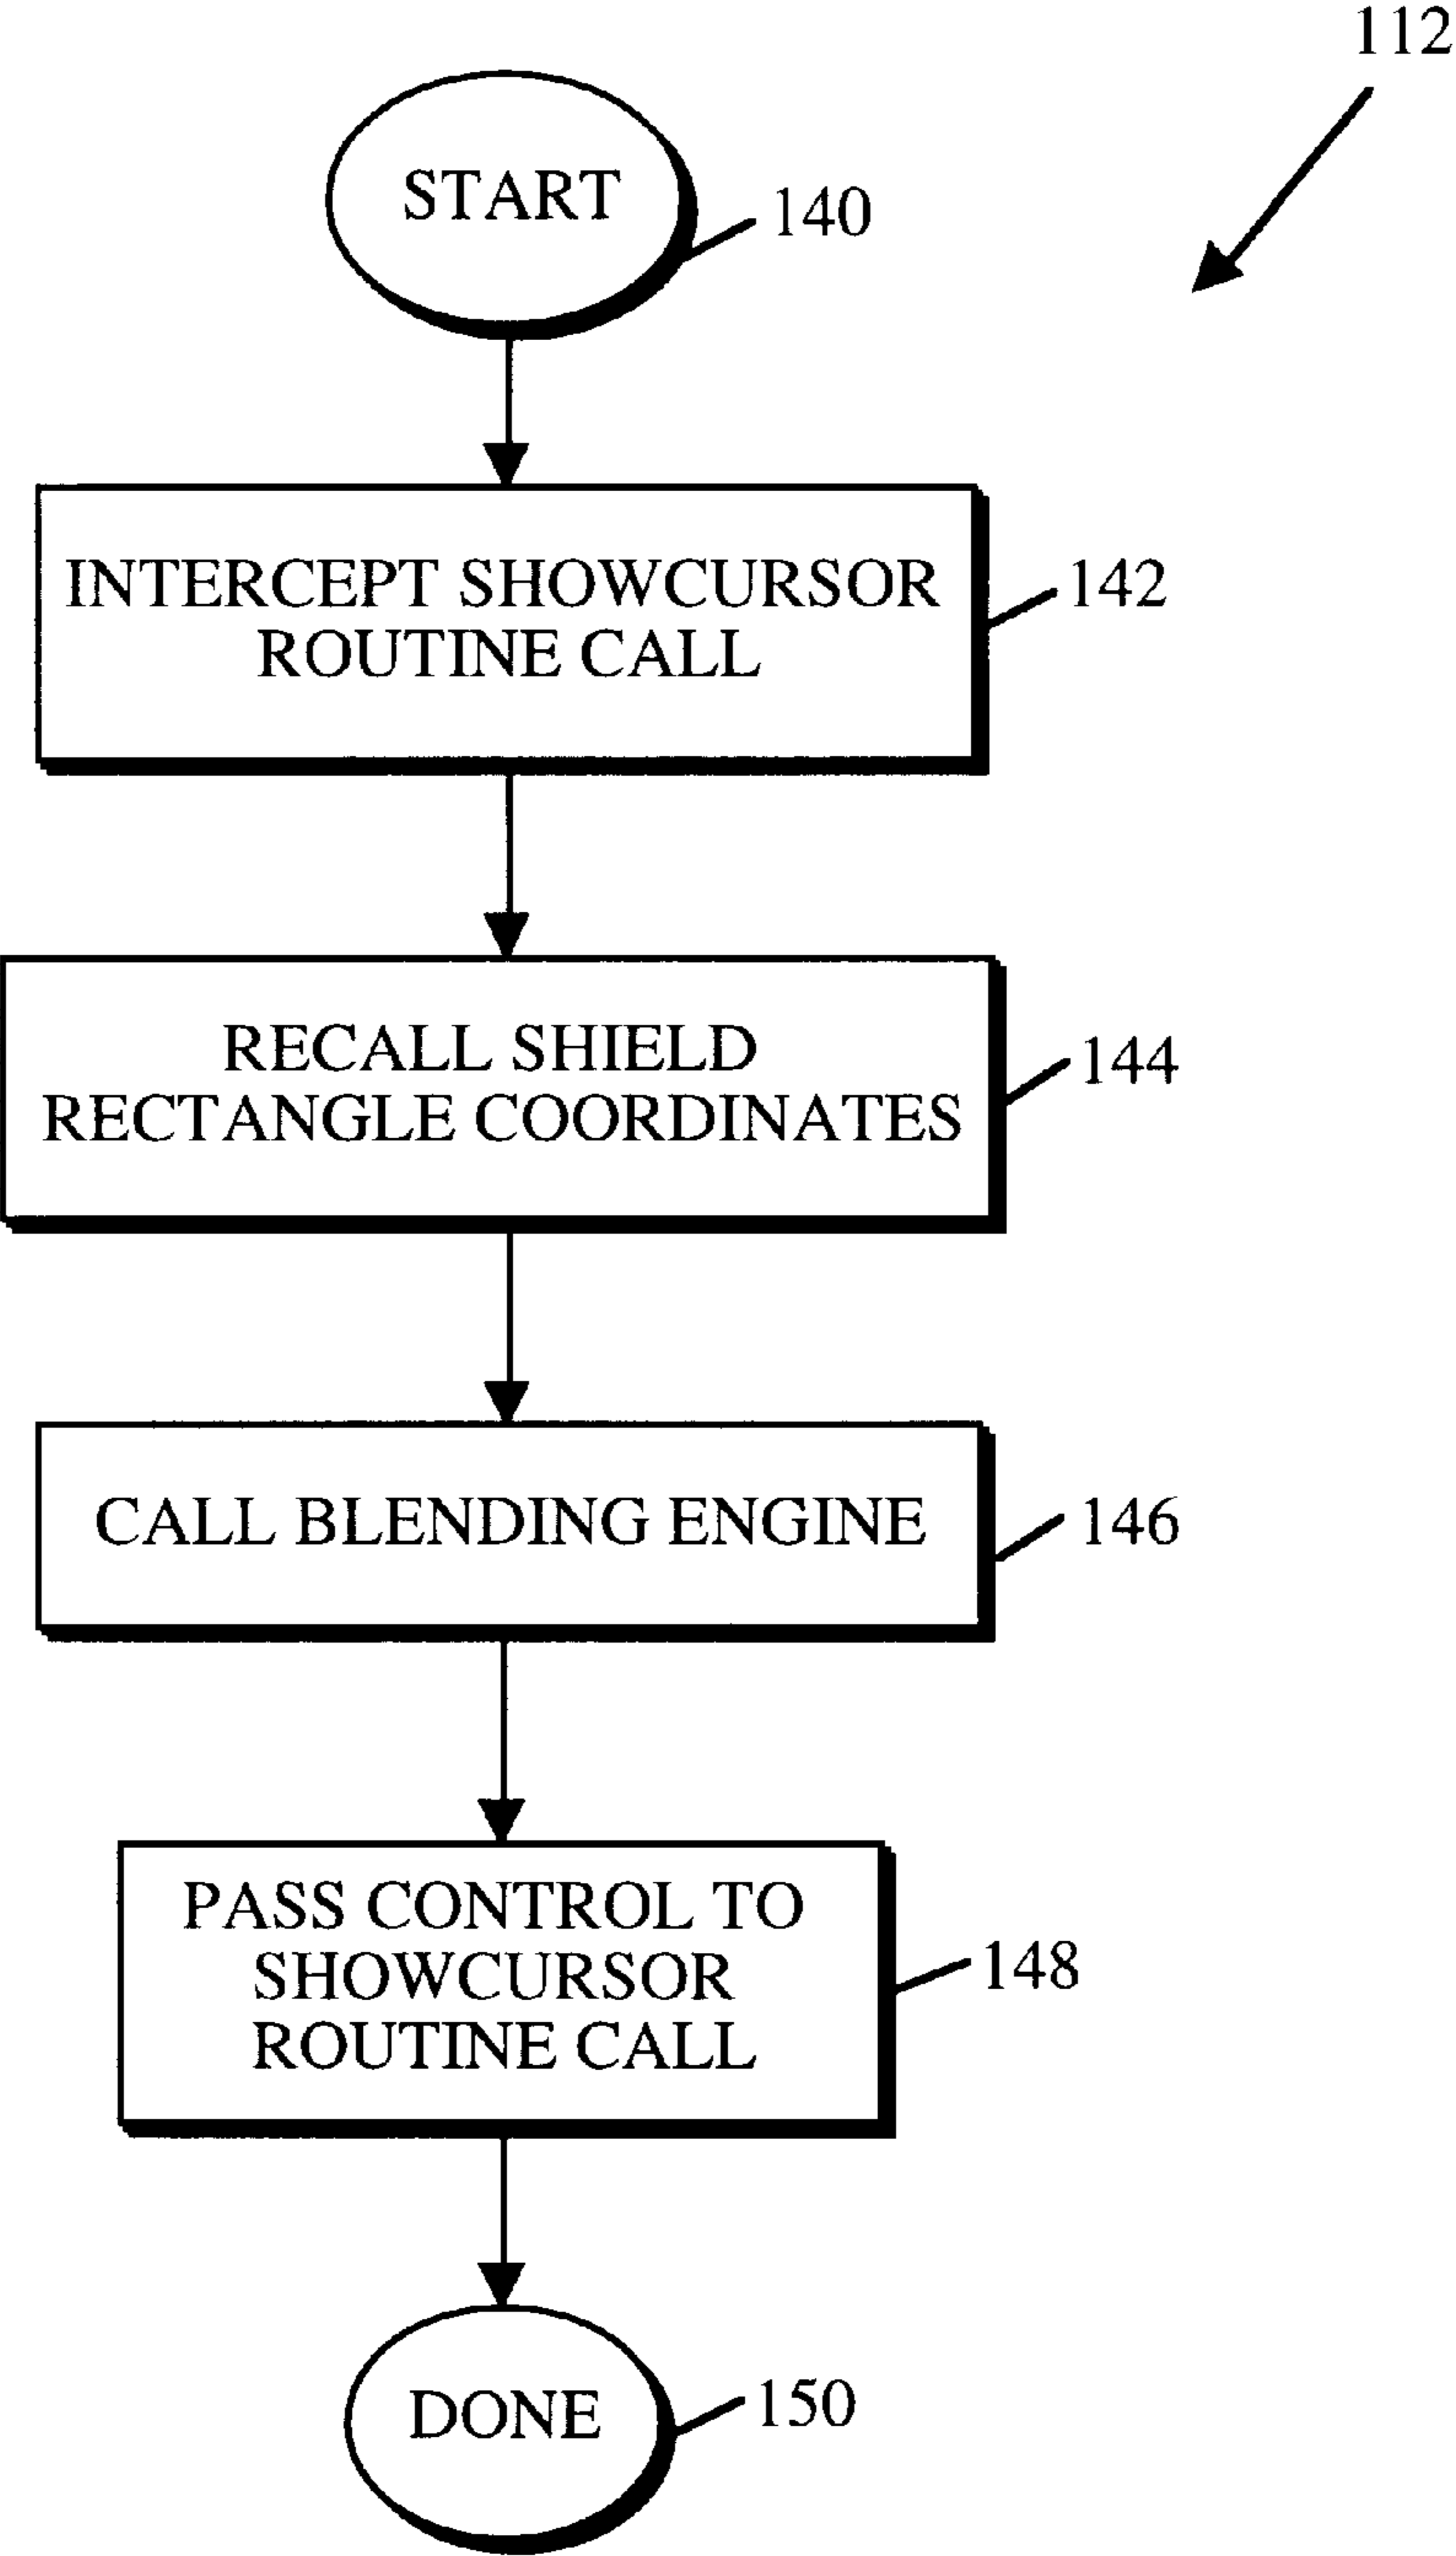 112
START
140
INTERCEPT SHOWCURSOR
ROUTINE CALL
142
RECALL SHIELD
RECTANGLE COORDINATES
144
CALL BLENDING ENGINE
146
PASS CONTROL TO
SHOWCURSOR
ROUTINE CALL
148
DONE
150